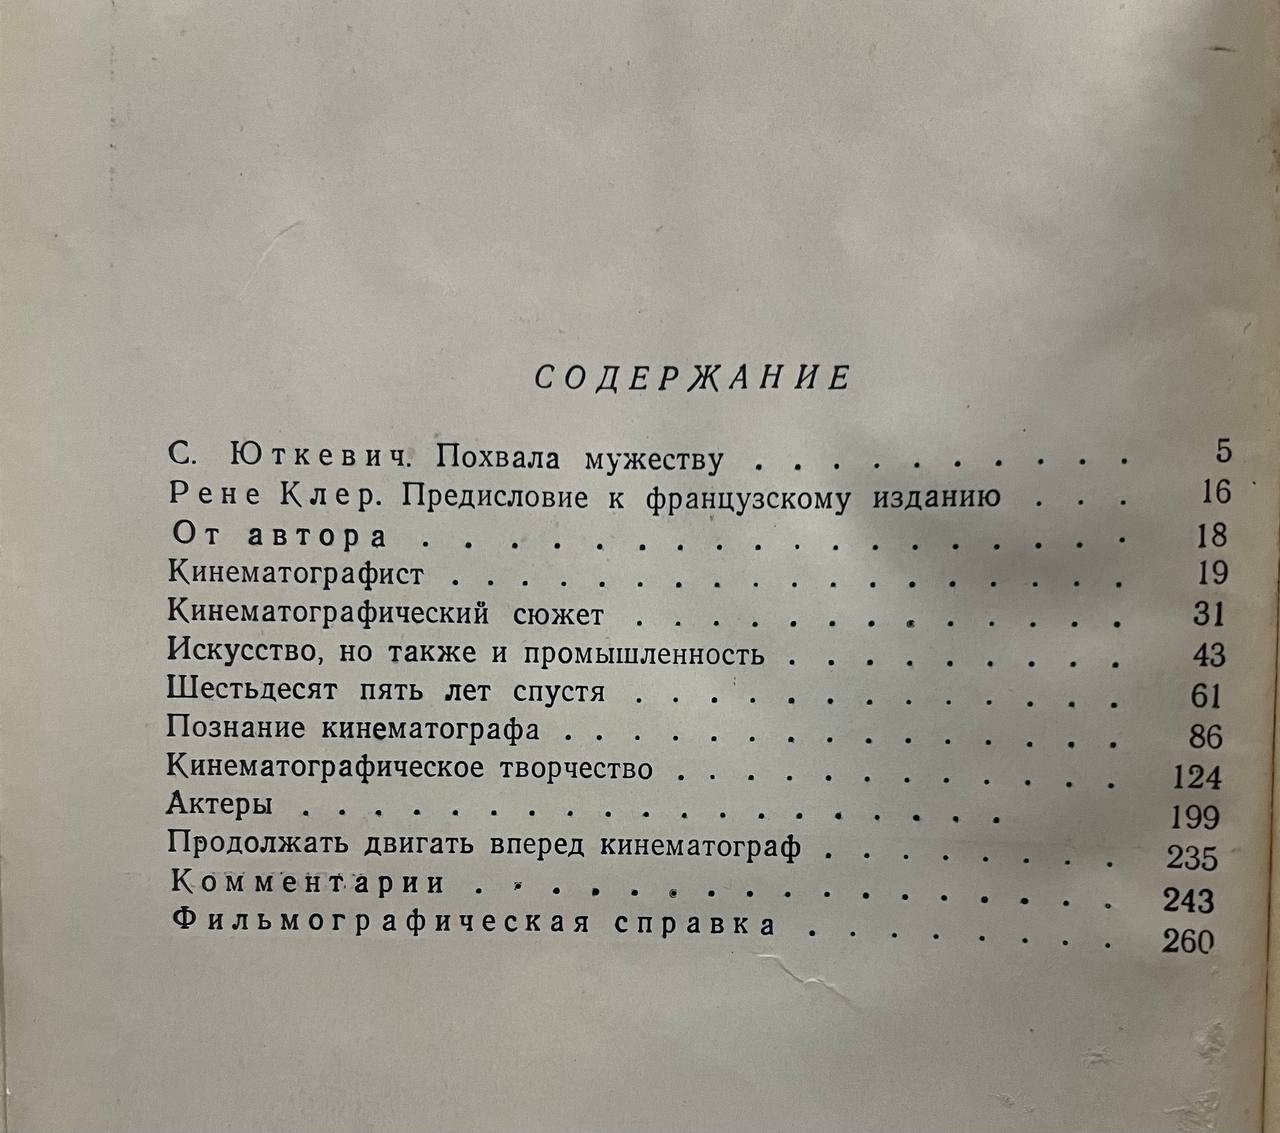 СОДЕРЖАНИЕ
С. Юткевич. Похвала мужеству . . . . . . . . . . 5
Рене Клер. Предисловие к французскому изданию . . . 16
От автора . . . . . . . . . . . . . . . . . 18
Кинематографист . . . . . . . . . . . . . . . . . 19
Кинематографический сюжет . . . . . . . . . . . . . 31
Искусство, но также и промышленность . . . . . . . . . 43
Шестьдесят пять лет спустя . . . . . . . . . . . . . 61
Познание кинематографа . . . . . . . . . . . . . . . 86
Кинематографическое творчество . . . . . . . . . . . . 124
Актеры . . . . . . . . . . . . . . . . . . . 199
Продолжать двигать вперед кинематограф . . . . . . . . 235
Комментарии . . . . . . . . . . . . . . . . . 243
Фильмографическая справка . . . . . . . . 260